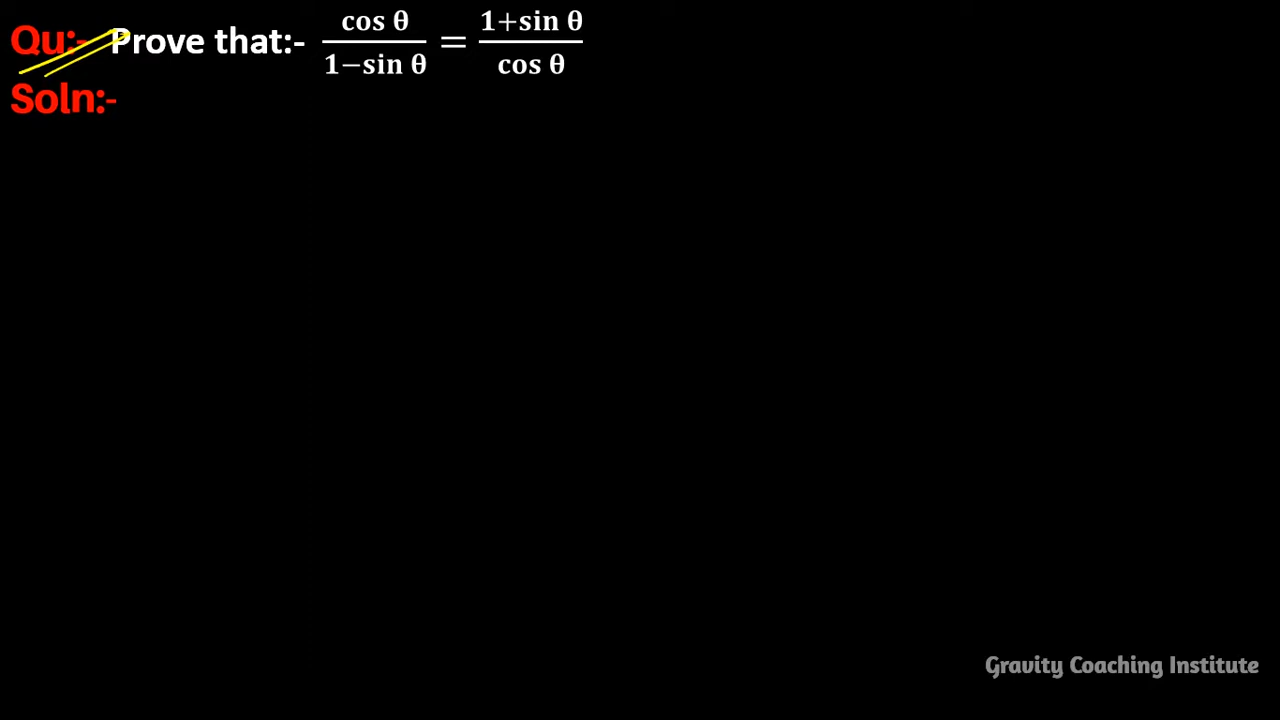 Qu:- Prove that:- cos θ / 1−sin θ = 1+sin θ / cos θ
Soln:-
Gravity Coaching Institute